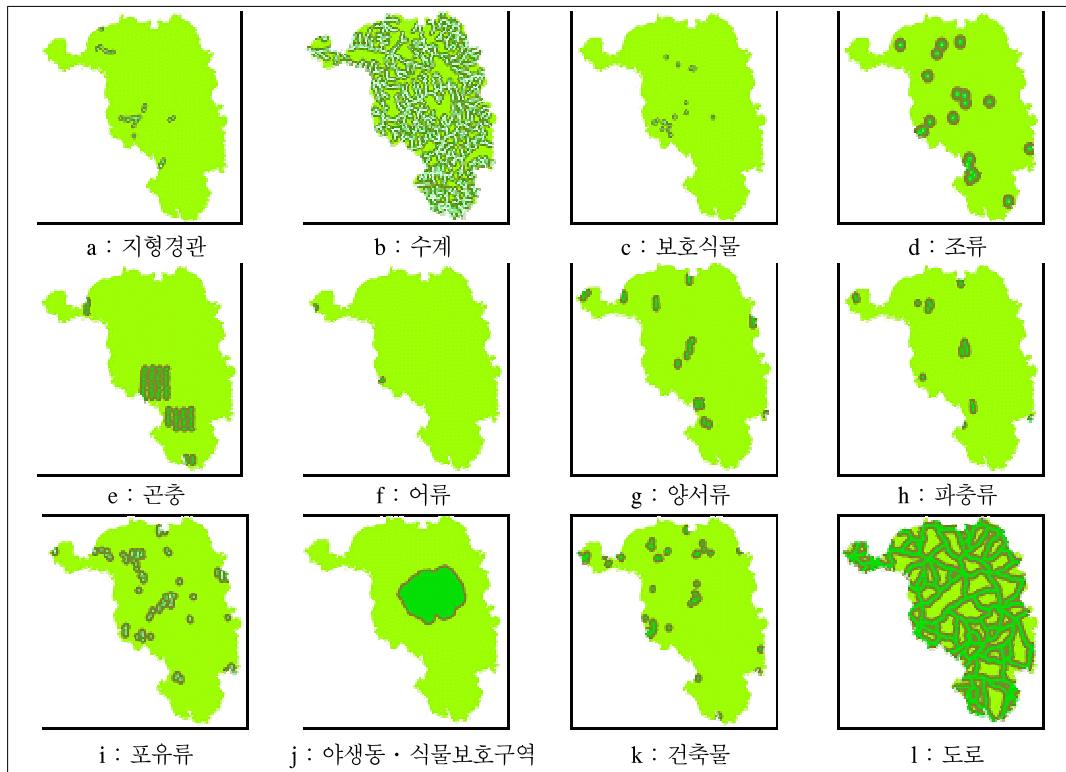 a : 지형경관
b : 수계
c : 보호식물
d : 조류
e : 곤충
f : 어류
g : 양서류
h : 파충류
i : 포유류
j : 야생동·식물보호구역
k : 건축물
l : 도로